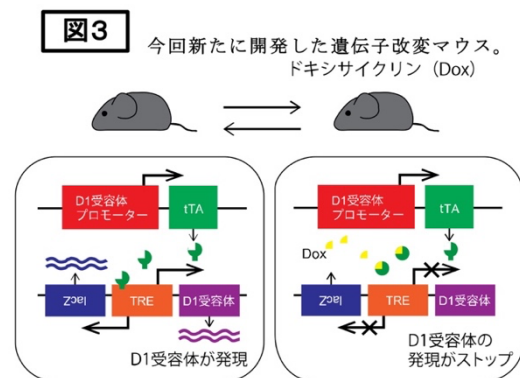 図3
今回新たに開発した遺伝子改変マウス。
ドキシサイクリン（Dox）
D1受容体
プロモーター
tTA
lacZ
TRE
D1受容体
D1受容体が発現
D1受容体
プロモーター
tTA
Dox
lacZ
TRE
D1受容体
D1受容体の
発現がストップ